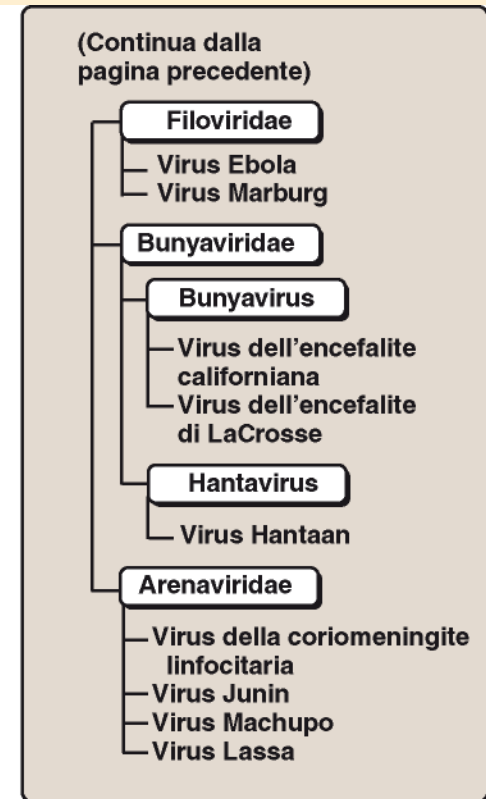 (Continua dalla
pagina precedente)
Filoviridae
Virus Ebola
Virus Marburg
Bunyaviridae
Bunyavirus
Virus dell'encefalite
californiana
Virus dell'encefalite
di LaCrosse
Hantavirus
Virus Hantaan
Arenaviridae
Virus della coriomeningite
linfocitaria
Virus Junin
Virus Machupo
Virus Lassa